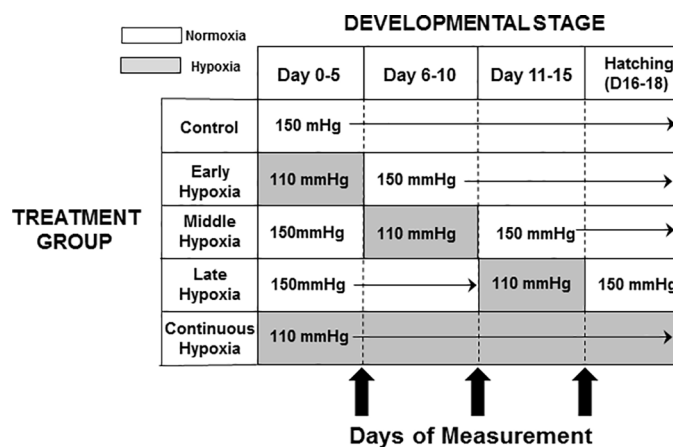 DEVELOPMENTAL STAGE
Normoxia
Hypoxia
Day 0-5 Day 6-10 Day 11-15 Hatching (D16-18)
Control 150 mHg
Early Hypoxia 110 mmHg 150 mmHg
TREATMENT GROUP
Middle Hypoxia 150mmHg 110 mmHg 150 mmHg
Late Hypoxia 150mmHg 110 mmHg 150 mmHg
Continuous Hypoxia 110 mmHg
Days of Measurement